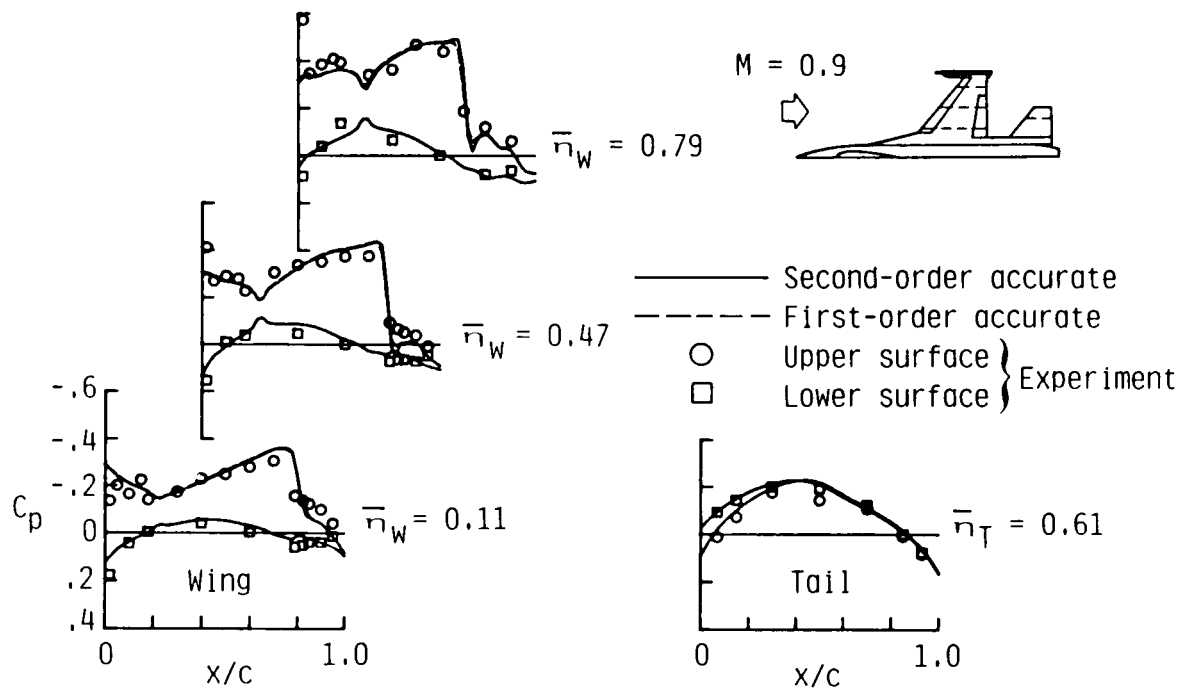 M = 0.9
n̅W = 0.79
n̅W = 0.47
Second-order accurate
First-order accurate
Upper surface
Lower surface
Experiment
-.6
-.4
-.2
0
.2
.4
Cp
n̅W = 0.11
Wing
0
1.0
x/c
n̅T = 0.61
Tail
0
1.0
x/c